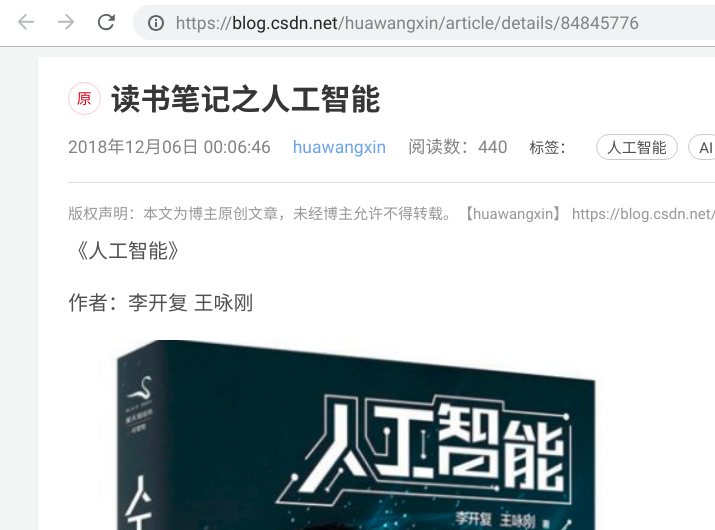 https://blog.csdn.net/huawangxin/article/details/84845776
原 读书笔记之人工智能
2018年12月06日 00:06:46 huawangxin 阅读数：440 标签： 人工智能 AI
版权声明：本文为博主原创文章，未经博主允许不得转载。【huawangxin】 https://blog.csdn.net/
《人工智能》
作者：李开复 王咏刚
人工智能
李开复 王咏刚 著
人工